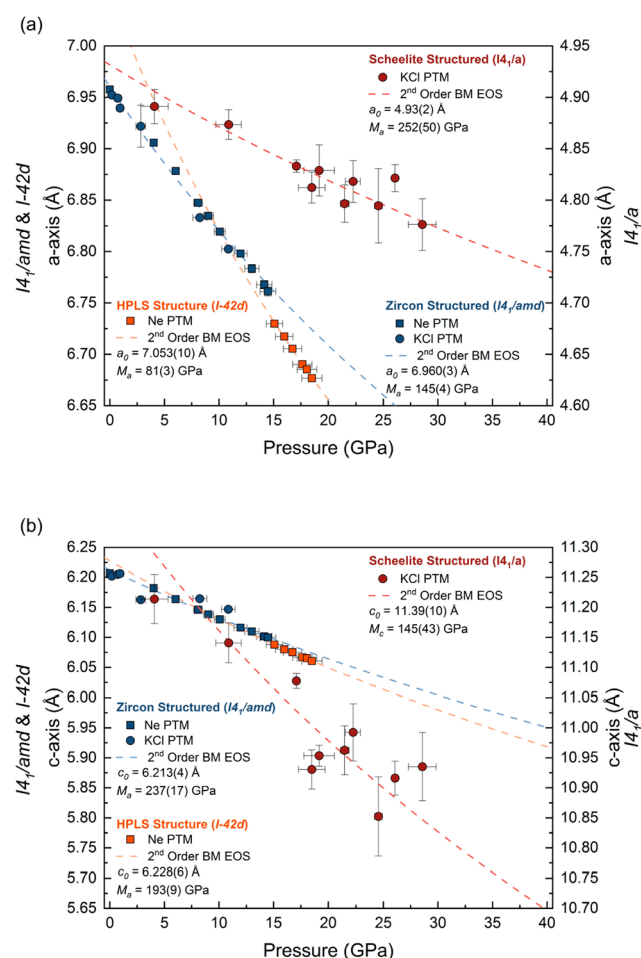 (a)
7.00
4.95
6.95
4.90
6.90
4.85
6.85
4.80
6.80
4.75
6.75
4.70
6.70
4.65
6.65
4.60
I4₁/amd & I-42d
a-axis (Å)
a-axis (Å)
I4₁/a
Scheelite Structured (I4₁/a)
KCl PTM
2nd Order BM EOS
a₀ = 4.93(2) Å
Mₐ = 252(50) GPa
HPLS Structure (I-42d)
Ne PTM
2nd Order BM EOS
a₀ = 7.053(10) Å
Mₐ = 81(3) GPa
Zircon Structured (I4₁/amd)
Ne PTM
KCl PTM
2nd Order BM EOS
a₀ = 6.960(3) Å
Mₐ = 145(4) GPa
0 5 10 15 20 25 30 35 40
Pressure (GPa)
(b)
6.25
11.30
6.20
11.25
6.15
11.20
6.10
11.15
6.05
11.10
6.00
11.05
5.95
11.00
5.90
10.95
5.85
10.90
5.80
10.85
5.75
10.80
5.70
10.75
5.65
10.70
I4₁/amd & I-42d
c-axis (Å)
c-axis (Å)
I4₁/a
Scheelite Structured (I4₁/a)
KCl PTM
2nd Order BM EOS
c₀ = 11.39(10) Å
M꜀ = 145(43) GPa
Zircon Structured (I4₁/amd)
Ne PTM
KCl PTM
2nd Order BM EOS
c₀ = 6.213(4) Å
Mₐ = 237(17) GPa
HPLS Structure (I-42d)
Ne PTM
2nd Order BM EOS
c₀ = 6.228(6) Å
Mₐ = 193(9) GPa
0 5 10 15 20 25 30 35 40
Pressure (GPa)